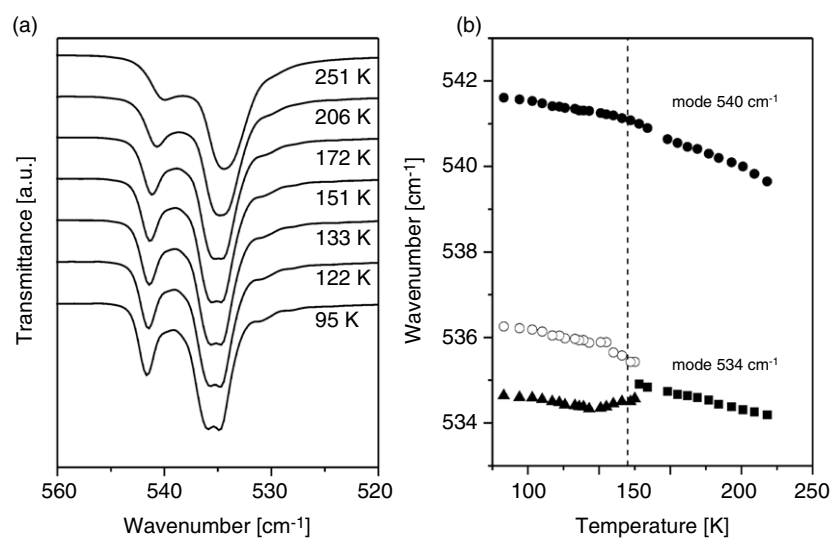 (a)
251 K
206 K
172 K
151 K
133 K
122 K
95 K
Transmittance [a.u.]
560
540
530
520
Wavenumber [cm-1]
(b)
542
540
538
536
534
Wavenumber [cm-1]
mode 540 cm-1
mode 534 cm-1
100
150
200
250
Temperature [K]